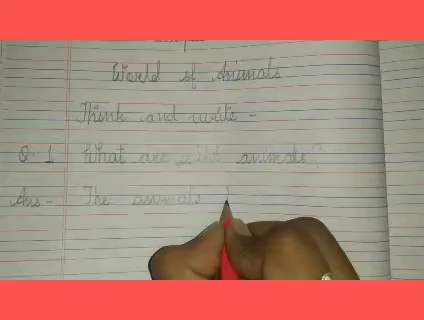 World of Animals
Think and write -
Q. 1 What are wild animals?
Ans - The animals